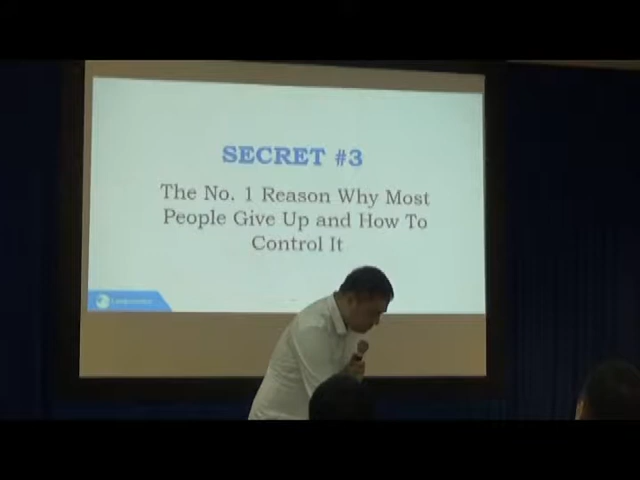 SECRET #3
The No. 1 Reason Why Most
People Give Up and How To
Control It